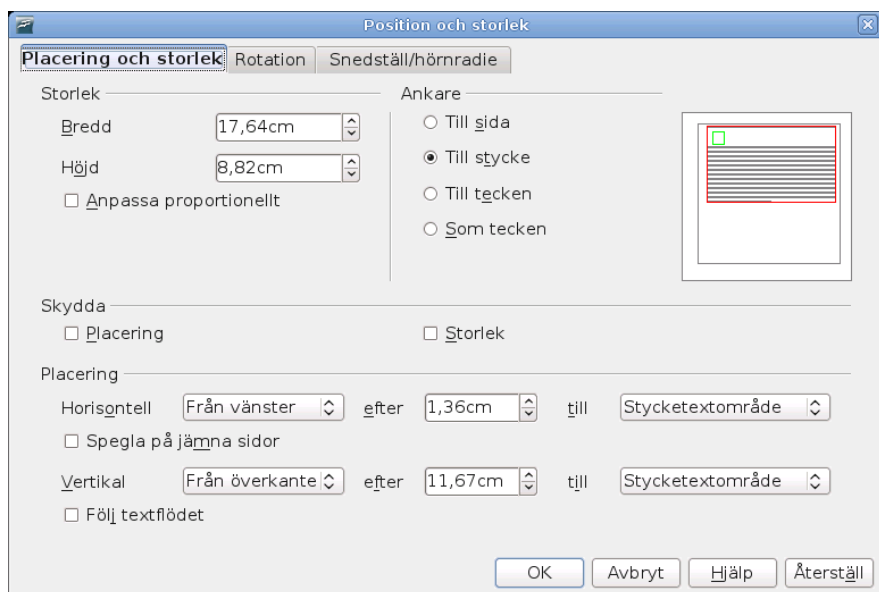 Position och storlek
Placering och storlek Rotation Snedställ/hörnradie
Storlek Ankare
Bredd 17,64cm Till sida
Till stycke
Höjd 8,82cm
Anpassa proportionellt Till tecken
Som tecken
Skydda
Placering Storlek
Placering
Horisontell Från vänster efter 1,36cm till Stycketextområde
Spegla på jämna sidor
Vertikal Från överkante efter 11,67cm till Stycketextområde
Följ textflödet
OK Avbryt Hjälp Återställ